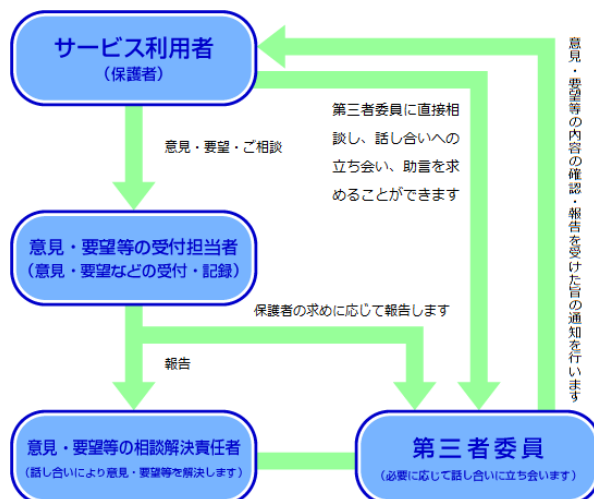 サービス利用者
(保護者)
意見・要望・ご相談
第三者委員に直接相
談し、話し合いへの
立ち会い、助言を求
めることができます
意見・要望等の内容の確認・報告を受けた旨の通知を行います
意見・要望等の受付担当者
(意見・要望などの受付・記録)
保護者の求めに応じて報告します
報告
意見・要望等の相談解決責任者
(話し合いにより意見・要望等を解決します)
第三者委員
(必要に応じて話し合いに立ち会います)